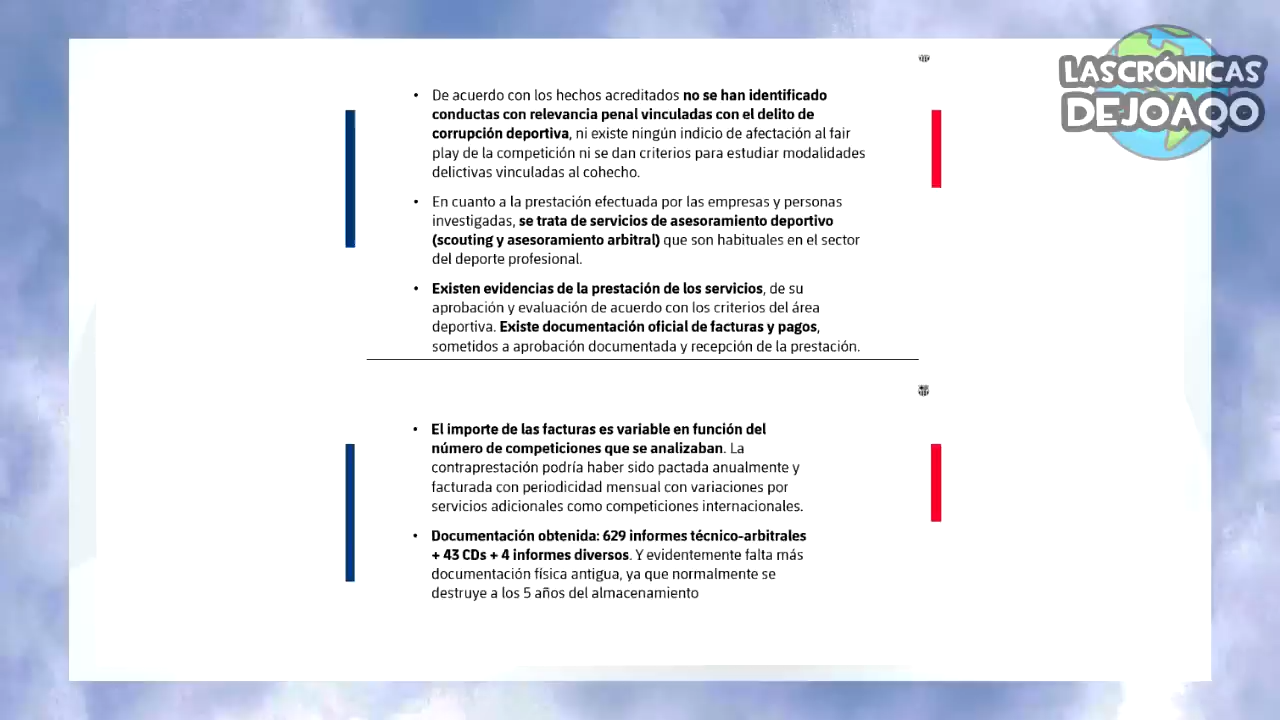 LAS CRÓNICAS
DE JOAQO
• De acuerdo con los hechos acreditados no se han identificado
conductas con relevancia penal vinculadas con el delito de
corrupción deportiva, ni existe ningún indicio de afectación al fair
play de la competición ni se dan criterios para estudiar modalidades
delictivas vinculadas al cohecho.
• En cuanto a la prestación efectuada por las empresas y personas
investigadas, se trata de servicios de asesoramiento deportivo
(scouting y asesoramiento arbitral) que son habituales en el sector
del deporte profesional.
• Existen evidencias de la prestación de los servicios, de su
aprobación y evaluación de acuerdo con los criterios del área
deportiva. Existe documentación oficial de facturas y pagos,
sometidos a aprobación documentada y recepción de la prestación.
• El importe de las facturas es variable en función del
número de competiciones que se analizaban. La
contraprestación podría haber sido pactada anualmente y
facturada con periodicidad mensual con variaciones por
servicios adicionales como competiciones internacionales.
• Documentación obtenida: 629 informes técnico-arbitrales
+ 43 CDs + 4 informes diversos. Y evidentemente falta más
documentación física antigua, ya que normalmente se
destruye a los 5 años del almacenamiento